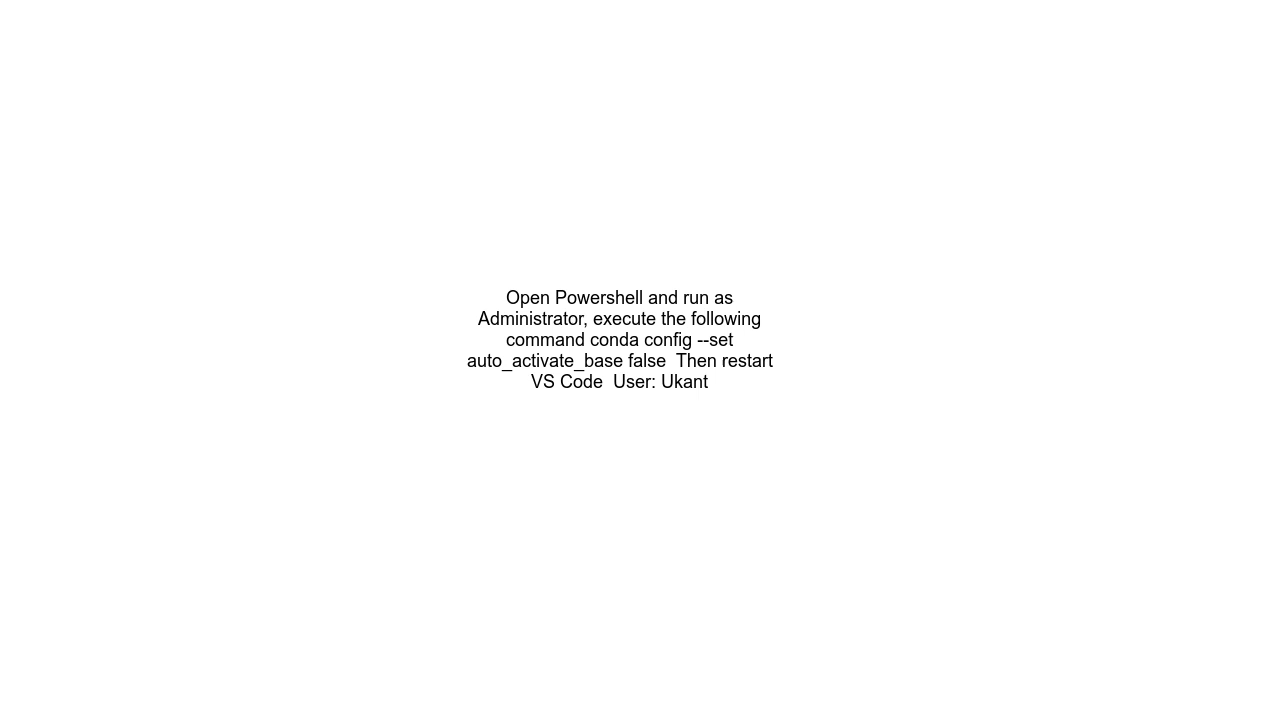 Open Powershell and run as
Administrator, execute the following
command conda config --set
auto_activate_base false  Then restart
VS Code  User: Ukant